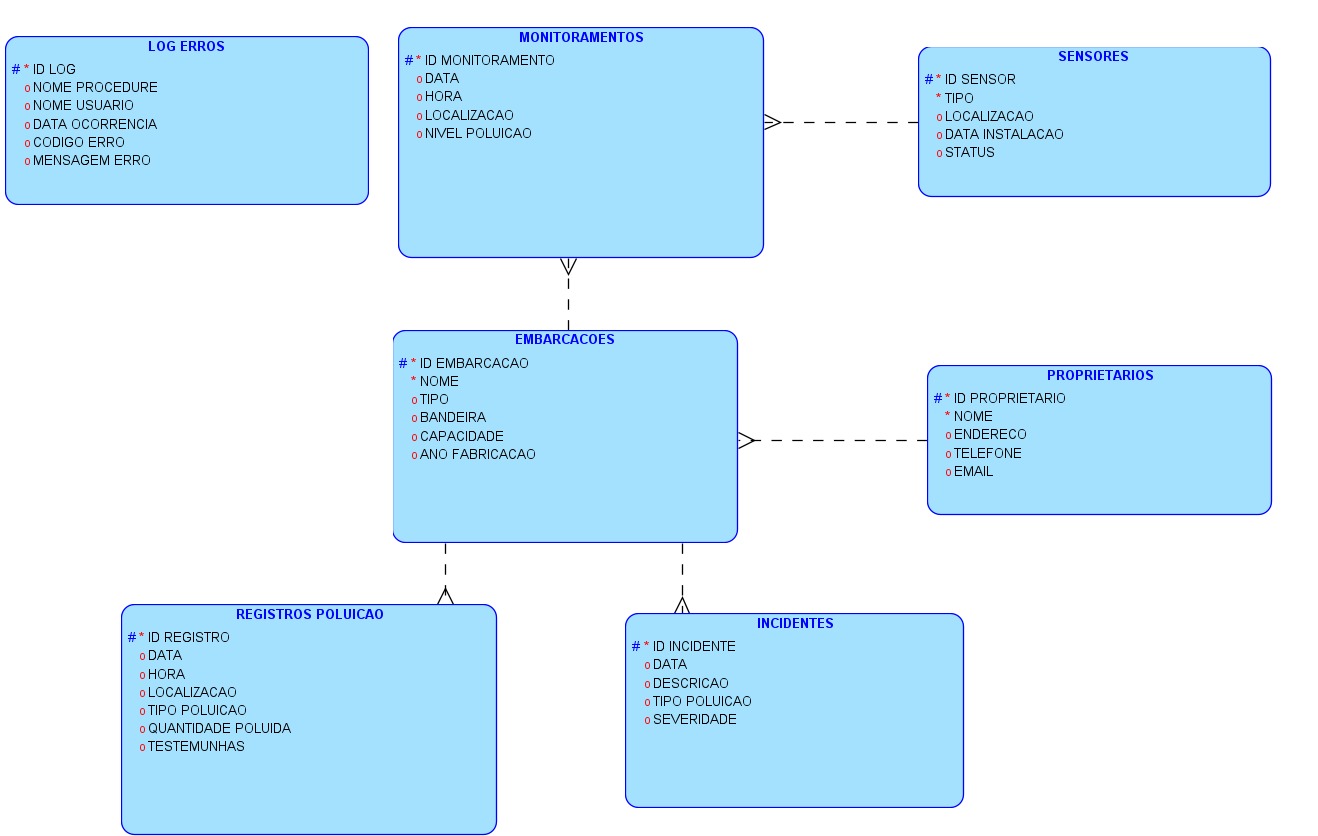 LOG ERROS
# * ID LOG
o NOME PROCEDURE
o NOME USUARIO
o DATA OCORRENCIA
o CODIGO ERRO
o MENSAGEM ERRO
MONITORAMENTOS
# * ID MONITORAMENTO
o DATA
o HORA
o LOCALIZACAO
o NIVEL POLUICAO
SENSORES
# * ID SENSOR
* TIPO
o LOCALIZACAO
o DATA INSTALACAO
o STATUS
EMBARCACOES
# * ID EMBARCACAO
* NOME
o TIPO
o BANDEIRA
o CAPACIDADE
o ANO FABRICACAO
PROPRIETARIOS
# * ID PROPRIETARIO
* NOME
o ENDERECO
o TELEFONE
o EMAIL
REGISTROS POLUICAO
# * ID REGISTRO
o DATA
o HORA
o LOCALIZACAO
o TIPO POLUICAO
o QUANTIDADE POLUIDA
o TESTEMUNHAS
INCIDENTES
# * ID INCIDENTE
o DATA
o DESCRICAO
o TIPO POLUICAO
o SEVERIDADE